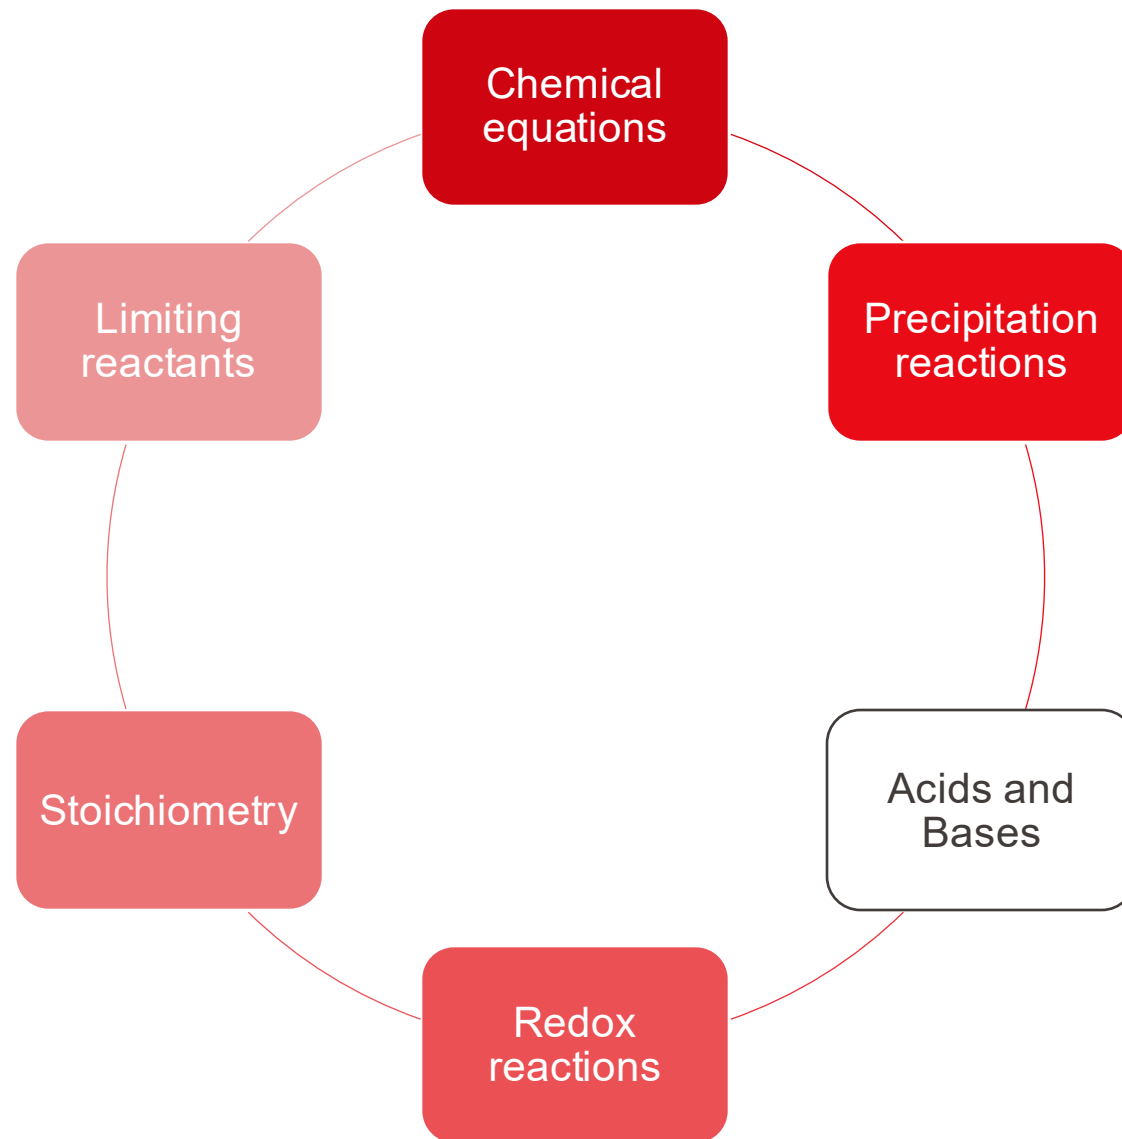 Chemical
equations
Precipitation
reactions
Acids and
Bases
Redox
reactions
Stoichiometry
Limiting
reactants